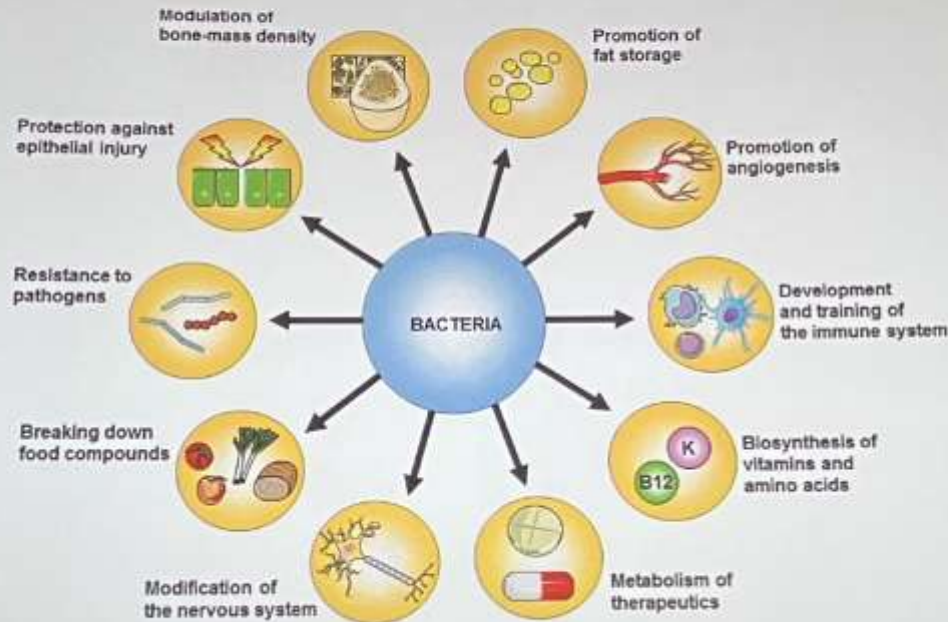 Modulation of
bone-mass density
Promotion of
fat storage
Protection against
epithelial injury
Promotion of
angiogenesis
Resistance to
pathogens
BACTERIA
Development
and training of
the immune system
Breaking down
food compounds
K
B12
Biosynthesis of
vitamins and
amino acids
Modification of
the nervous system
Metabolism of
therapeutics